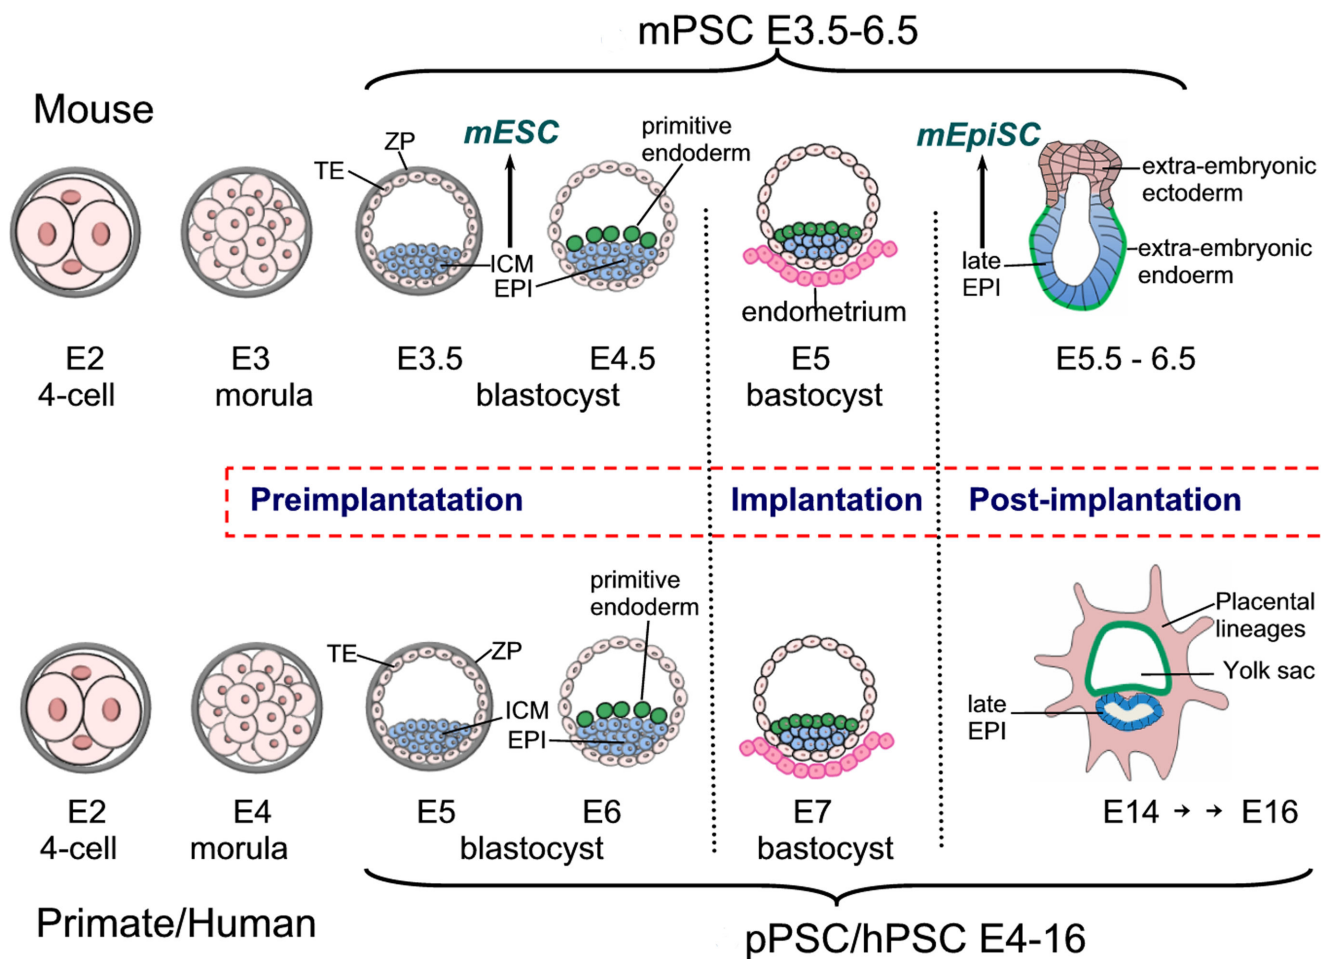 mPSC E3.5-6.5
Mouse
ZP
TE
mESC
primitive
endoderm
mEpiSC
extra-embryonic
ectoderm
ICM
EPI
endometrium
late
EPI
extra-embryonic
endoerm
E2
4-cell
E3
morula
E3.5
E4.5
blastocyst
E5
bastocyst
E5.5 - 6.5
Preimplantatation
Implantation
Post-implantation
primitive
endoderm
TE
ZP
ICM
EPI
Placental
lineages
Yolk sac
late
EPI
E2
4-cell
E4
morula
E5
E6
blastocyst
E7
bastocyst
E14 → → E16
Primate/Human
pPSC/hPSC E4-16